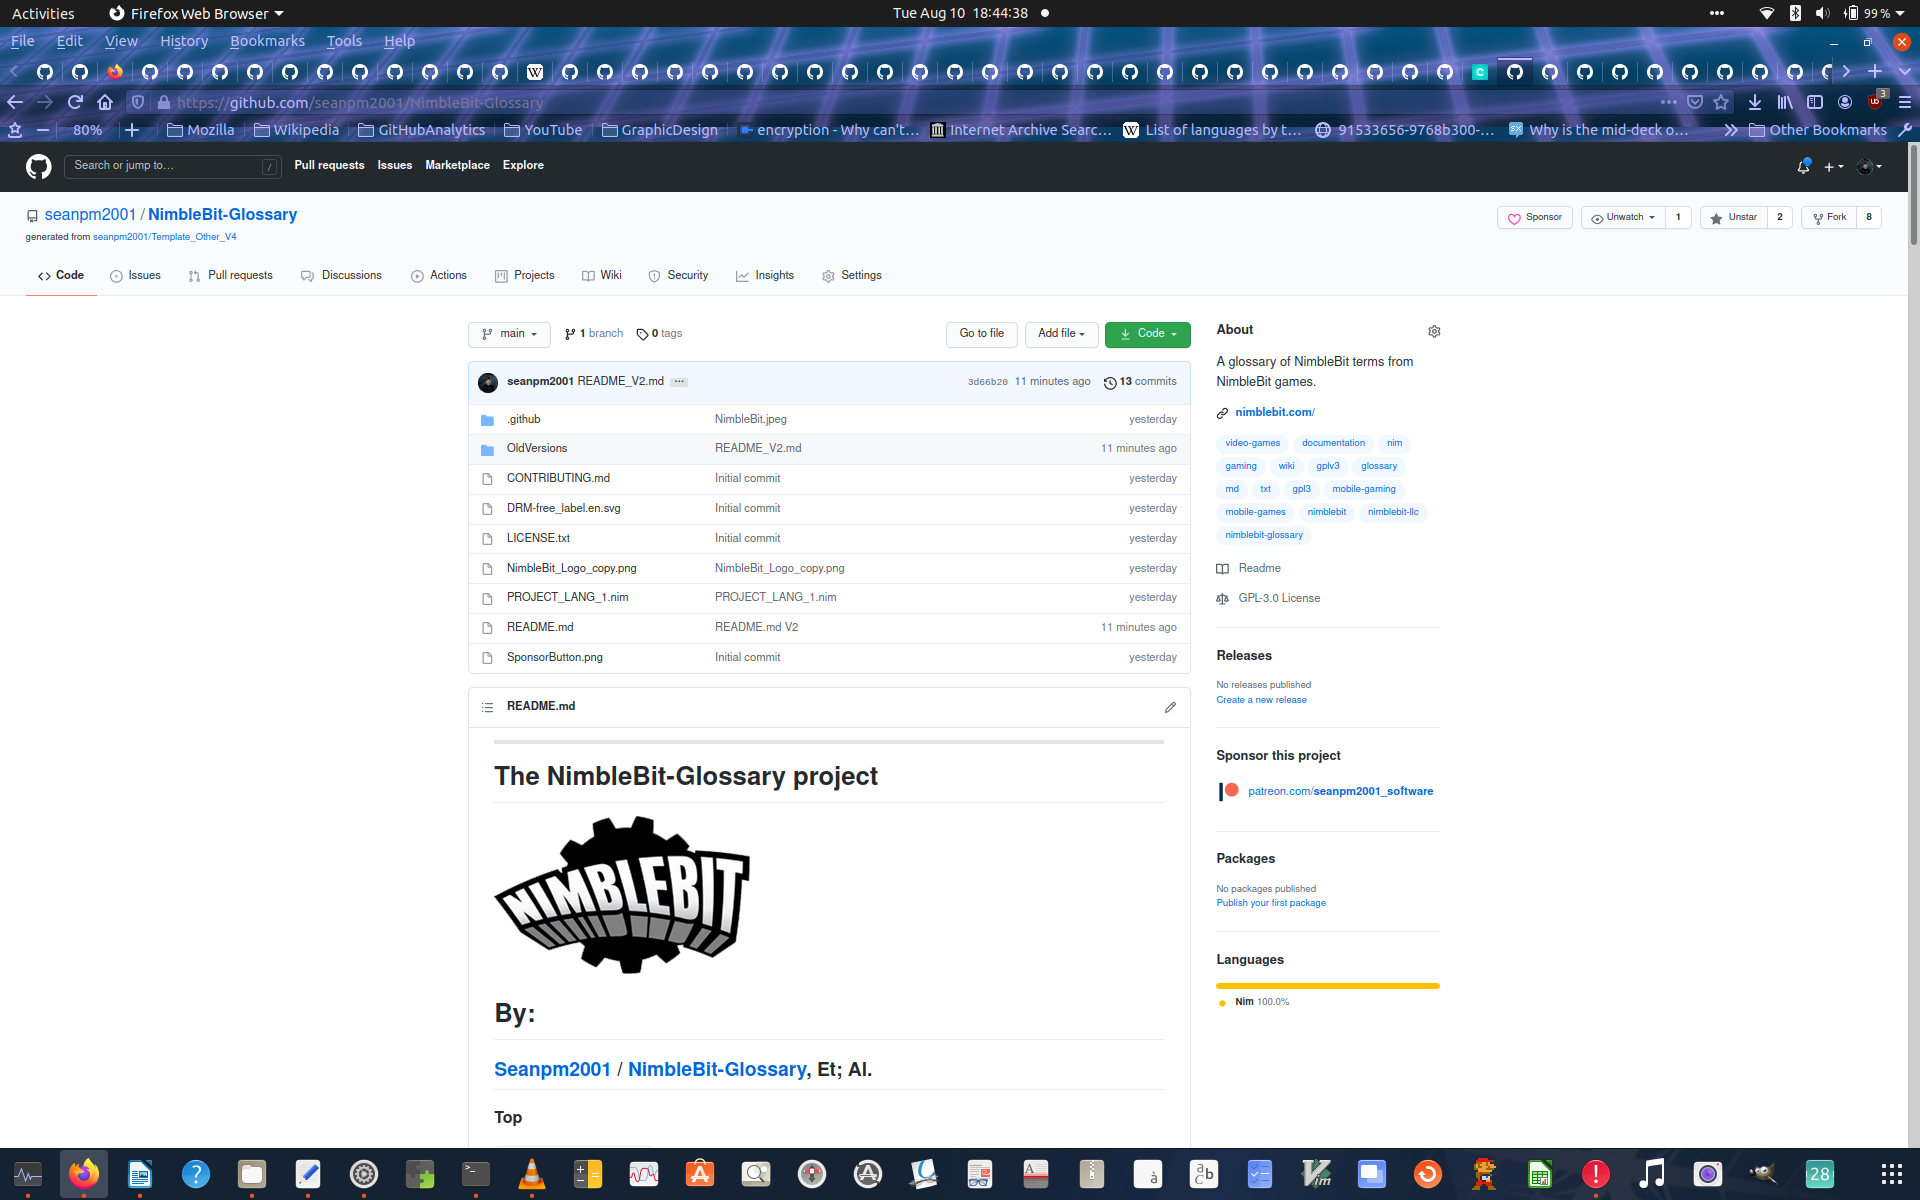 Activities Firefox Web Browser Tue Aug 10 18:44:38 99 %
File Edit View History Bookmarks Tools Help
https://github.com/seanpm2001/NimbleBit-Glossary 3
80% Mozilla Wikipedia GitHubAnalytics YouTube GraphicDesign encryption - Why can't… Internet Archive Searc… List of languages by t… 91533656-9768b300-… Why is the mid-deck o… Other Bookmarks
Search or jump to… / Pull requests Issues Marketplace Explore
seanpm2001 / NimbleBit-Glossary Sponsor Unwatch 1 Unstar 2 Fork 8
generated from seanpm2001/Template_Other_V4
Code Issues Pull requests Discussions Actions Projects Wiki Security Insights Settings
main 1 branch 0 tags Go to file Add file Code
seanpm2001 README_V2.md ... 3d66b20 11 minutes ago 13 commits
.github NimbleBit.jpeg yesterday
OldVersions README_V2.md 11 minutes ago
CONTRIBUTING.md Initial commit yesterday
DRM-free_label.en.svg Initial commit yesterday
LICENSE.txt Initial commit yesterday
NimbleBit_Logo_copy.png NimbleBit_Logo_copy.png yesterday
PROJECT_LANG_1.nim PROJECT_LANG_1.nim yesterday
README.md README.md V2 11 minutes ago
SponsorButton.png Initial commit yesterday
README.md
The NimbleBit-Glossary project
NIMBLEBIT
By:
Seanpm2001 / NimbleBit-Glossary, Et; Al.
Top
About
A glossary of NimbleBit terms from
NimbleBit games.
nimblebit.com/
video-games documentation nim
gaming wiki gplv3 glossary
md txt gpl3 mobile-gaming
mobile-games nimblebit nimblebit-llc
nimblebit-glossary
Readme
GPL-3.0 License
Releases
No releases published
Create a new release
Sponsor this project
patreon.com/seanpm2001_software
Packages
No packages published
Publish your first package
Languages
Nim 100.0%
28